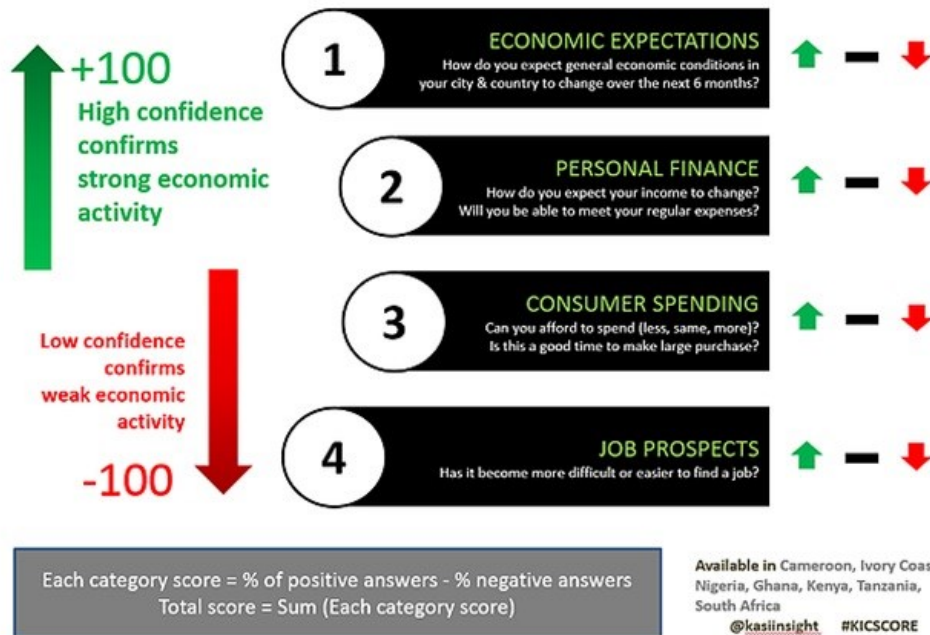 +100
High confidence
confirms
strong economic
activity
Low confidence
confirms
weak economic
activity
-100
1
ECONOMIC EXPECTATIONS
How do you expect general economic conditions in
your city & country to change over the next 6 months?
2
PERSONAL FINANCE
How do you expect your income to change?
Will you be able to meet your regular expenses?
3
CONSUMER SPENDING
Can you afford to spend (less, same, more)?
Is this a good time to make large purchase?
4
JOB PROSPECTS
Has it become more difficult or easier to find a job?
Each category score = % of positive answers - % negative answers
Total score = Sum (Each category score)
Available in Cameroon, Ivory Coas
Nigeria, Ghana, Kenya, Tanzania,
South Africa
@kasiinsight #KICSCORE